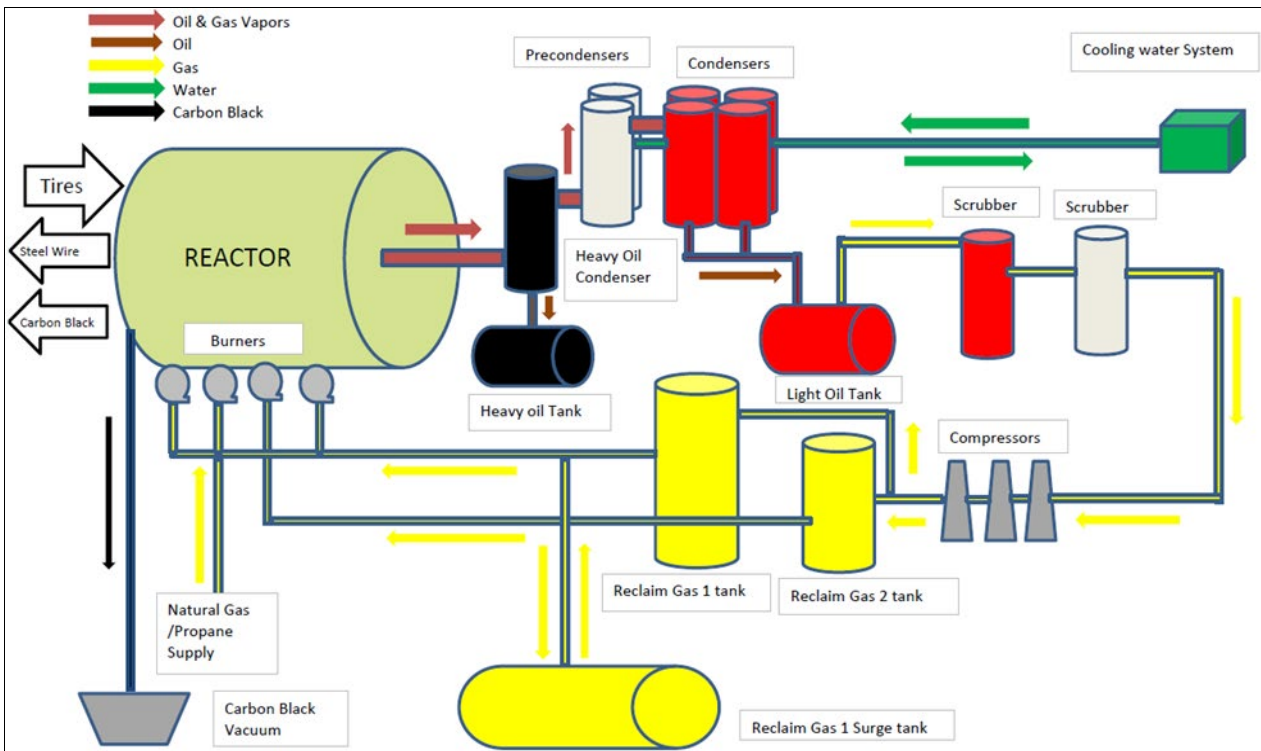 Oil & Gas Vapors
Oil
Gas
Water
Carbon Black
Precondensers
Condensers
Cooling water System
Tires
Steel Wire
Carbon Black
REACTOR
Burners
Heavy Oil
Condenser
Scrubber
Scrubber
Heavy oil Tank
Light Oil Tank
Compressors
Natural Gas
/Propane
Supply
Reclaim Gas 1 tank
Reclaim Gas 2 tank
Carbon Black
Vacuum
Reclaim Gas 1 Surge tank